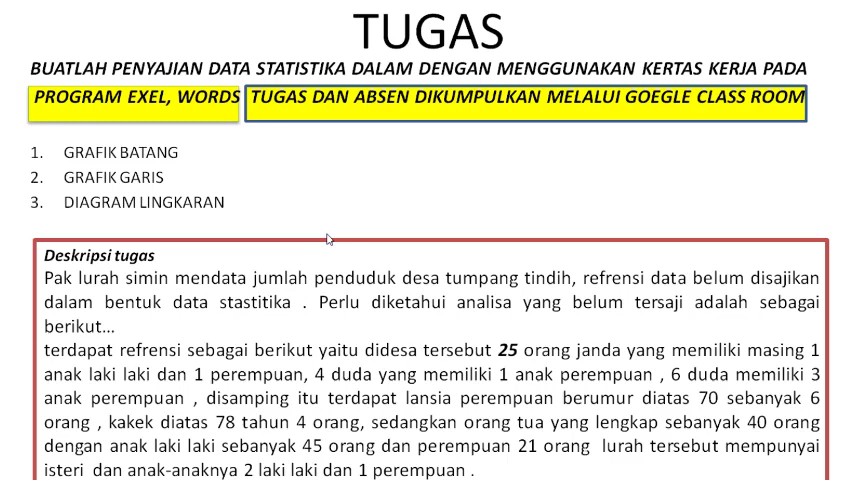 TUGAS
BUATLAH PENYAJIAN DATA STATISTIKA DALAM DENGAN MENGGUNAKAN KERTAS KERJA PADA
PROGRAM EXEL, WORDS TUGAS DAN ABSEN DIKUMPULKAN MELALUI GOEGLE CLASS ROOM
1. GRAFIK BATANG
2. GRAFIK GARIS
3. DIAGRAM LINGKARAN
Deskripsi tugas
Pak lurah simin mendata jumlah penduduk desa tumpang tindih, refrensi data belum disajikan
dalam bentuk data stastitika . Perlu diketahui analisa yang belum tersaji adalah sebagai
berikut...
terdapat refrensi sebagai berikut yaitu didesa tersebut 25 orang janda yang memiliki masing 1
anak laki laki dan 1 perempuan, 4 duda yang memiliki 1 anak perempuan , 6 duda memiliki 3
anak perempuan , disamping itu terdapat lansia perempuan berumur diatas 70 sebanyak 6
orang , kakek diatas 78 tahun 4 orang, sedangkan orang tua yang lengkap sebanyak 40 orang
dengan anak laki laki sebanyak 45 orang dan perempuan 21 orang lurah tersebut mempunyai
isteri dan anak-anaknya 2 laki laki dan 1 perempuan .